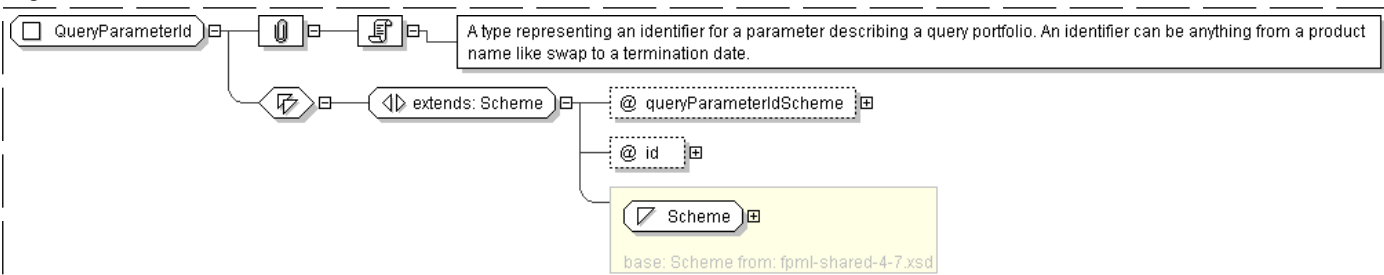 QueryParameterId
A type representing an identifier for a parameter describing a query portfolio. An identifier can be anything from a product
name like swap to a termination date.
extends: Scheme
@ queryParameterIdScheme
@ id
Scheme
base: Scheme from: fpml-shared-4-7.xsd